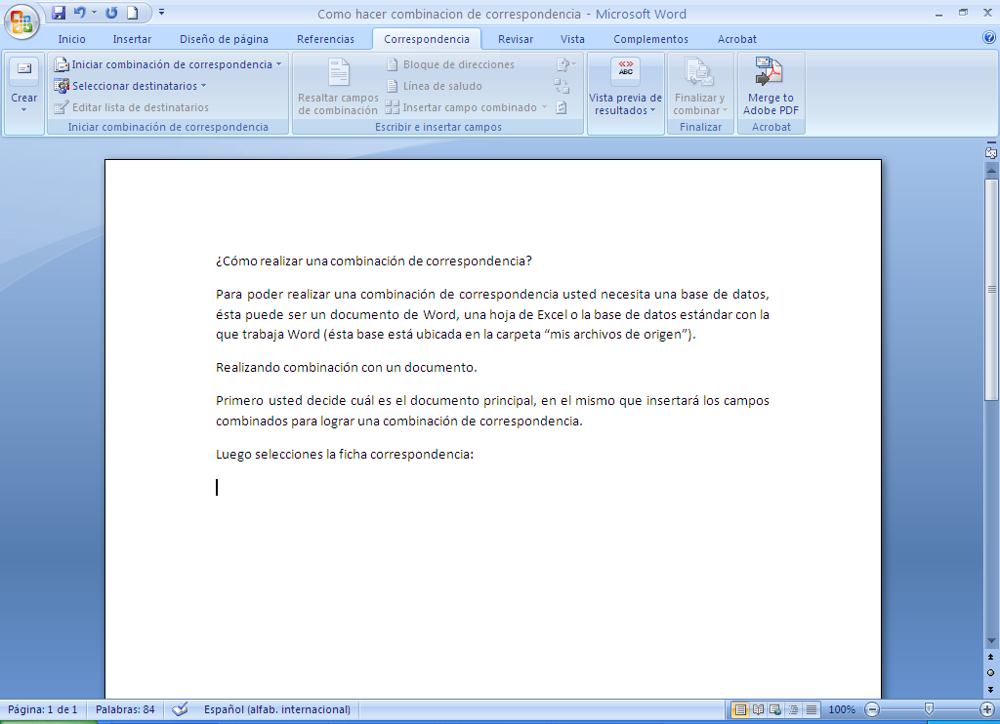 Como hacer combinacion de correspondencia - Microsoft Word
Inicio Insertar Diseño de página Referencias Correspondencia Revisar Vista Complementos Acrobat
Crear
Iniciar combinación de correspondencia
Seleccionar destinatarios
Editar lista de destinatarios
Iniciar combinación de correspondencia
Resaltar campos
de combinación
Bloque de direcciones
Línea de saludo
Insertar campo combinado
Escribir e insertar campos
ABC
Vista previa de
resultados
Finalizar y
combinar
Finalizar
Merge to
Adobe PDF
Acrobat
¿Cómo realizar una combinación de correspondencia?
Para poder realizar una combinación de correspondencia usted necesita una base de datos,
ésta puede ser un documento de Word, una hoja de Excel o la base de datos estándar con la
que trabaja Word (ésta base está ubicada en la carpeta “mis archivos de origen”).
Realizando combinación con un documento.
Primero usted decide cuál es el documento principal, en el mismo que insertará los campos
combinados para lograr una combinación de correspondencia.
Luego selecciones la ficha correspondencia:
Página: 1 de 1 Palabras: 84 Español (alfab. internacional) 100%